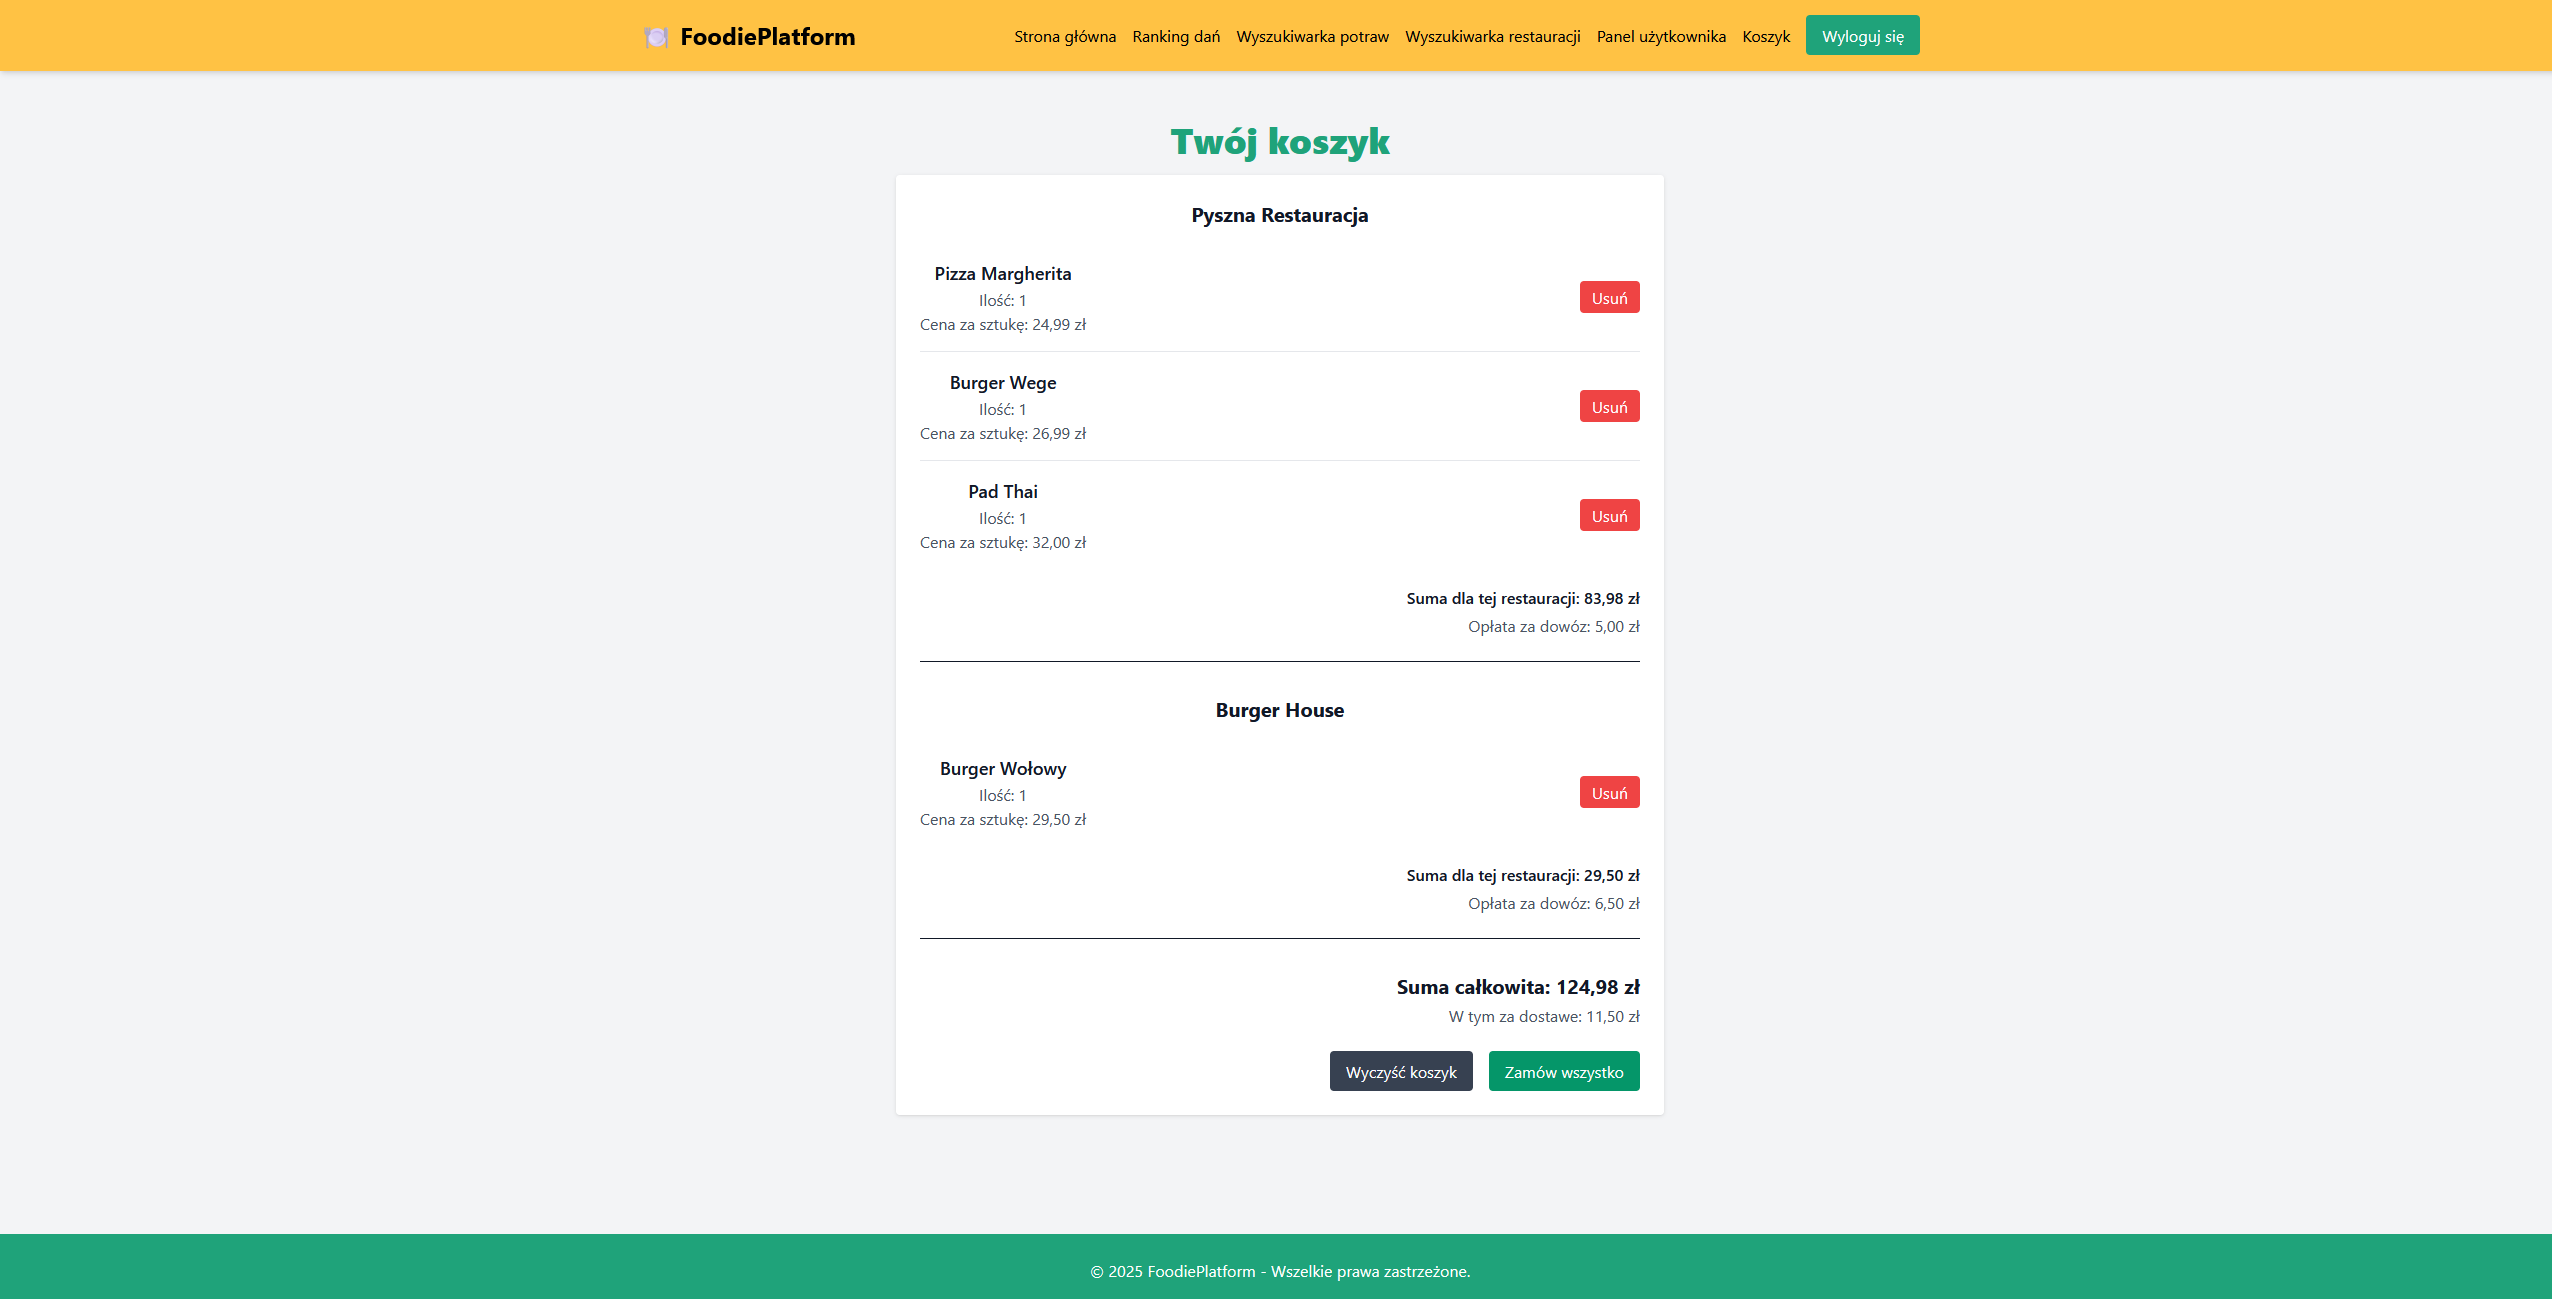 FoodiePlatform
Strona główna Ranking dań Wyszukiwarka potraw Wyszukiwarka restauracji Panel użytkownika Koszyk Wyloguj się
Twój koszyk
Pyszna Restauracja
Pizza Margherita
Ilość: 1
Cena za sztukę: 24,99 zł
Usuń
Burger Wege
Ilość: 1
Cena za sztukę: 26,99 zł
Usuń
Pad Thai
Ilość: 1
Cena za sztukę: 32,00 zł
Usuń
Suma dla tej restauracji: 83,98 zł
Opłata za dowóz: 5,00 zł
Burger House
Burger Wołowy
Ilość: 1
Cena za sztukę: 29,50 zł
Usuń
Suma dla tej restauracji: 29,50 zł
Opłata za dowóz: 6,50 zł
Suma całkowita: 124,98 zł
W tym za dostawe: 11,50 zł
Wyczyść koszyk Zamów wszystko
© 2025 FoodiePlatform - Wszelkie prawa zastrzeżone.